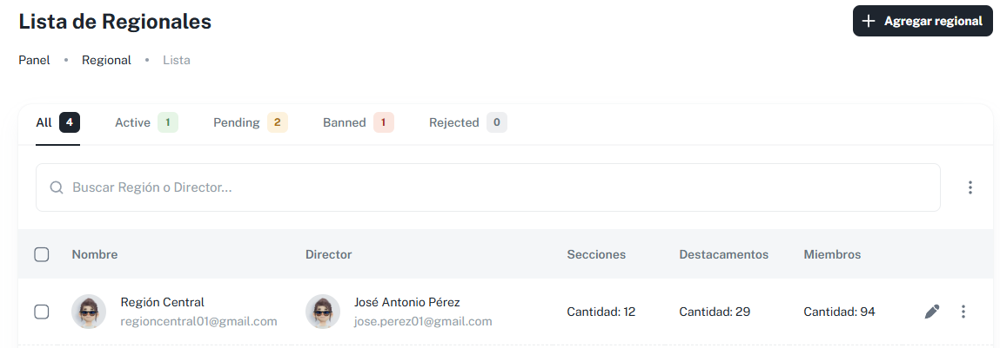 Lista de Regionales
Agregar regional
Panel • Regional • Lista
All 4 Active 1 Pending 2 Banned 1 Rejected 0
Buscar Región o Director...
Nombre Director Secciones Destacamentos Miembros
Región Central José Antonio Pérez
Cantidad: 12 Cantidad: 29 Cantidad: 94
regioncentral01@gmail.com jose.perez01@gmail.com